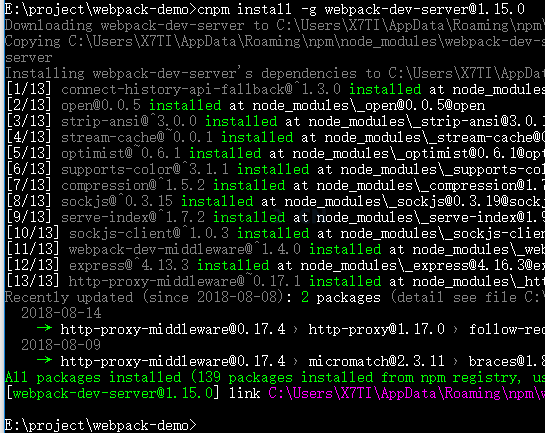 E:\project\webpack-demo>cnpm install -g webpack-dev-server@1.15.0
Downloading webpack-dev-server to C:\Users\X7TI\AppData\Roaming\npm\
Copying C:\Users\X7TI\AppData\Roaming\npm\node_modules\webpack-d
server
Installing webpack-dev-server's dependencies to C:\Users\X7TI\AppDat
[1/13] connect-history-api-fallback@^1.3.0 installed at node_modules
[2/13] open@0.0.5 installed at node_modules\_open@0.0.5@open
[3/13] strip-ansi@^3.0.0 installed at node_modules\_strip-ansi@3.0.1
[4/13] stream-cache@~0.0.1 installed at node_modules\_stream-cache@0
[5/13] optimist@~0.6.1 installed at node_modules\_optimist@0.6.1@opt
[6/13] supports-color@^3.1.1 installed at node_modules\_supports-col
[7/13] compression@^1.5.2 installed at node_modules\_compression@1.7
[8/13] sockjs@^0.3.15 installed at node_modules\_sockjs@0.3.19@sockj
[9/13] serve-index@^1.7.2 installed at node_modules\_serve-index@1.9
[10/13] sockjs-client@^1.0.3 installed at node_modules\_sockjs-clien
[11/13] webpack-dev-middleware@^1.4.0 installed at node_modules\_web
[12/13] express@^4.13.3 installed at node_modules\_express@4.16.3@ex
[13/13] http-proxy-middleware@~0.17.1 installed at node_modules\_htt
Recently updated (since 2018-08-08): 2 packages (detail see file C:\
2018-08-14
→ http-proxy-middleware@0.17.4 › http-proxy@1.17.0 › follow-red
2018-08-09
→ http-proxy-middleware@0.17.4 › micromatch@2.3.11 › braces@1.8
All packages installed (139 packages installed from npm registry, us
[webpack-dev-server@1.15.0] link C:\Users\X7TI\AppData\Roaming\npm\w
E:\project\webpack-demo>